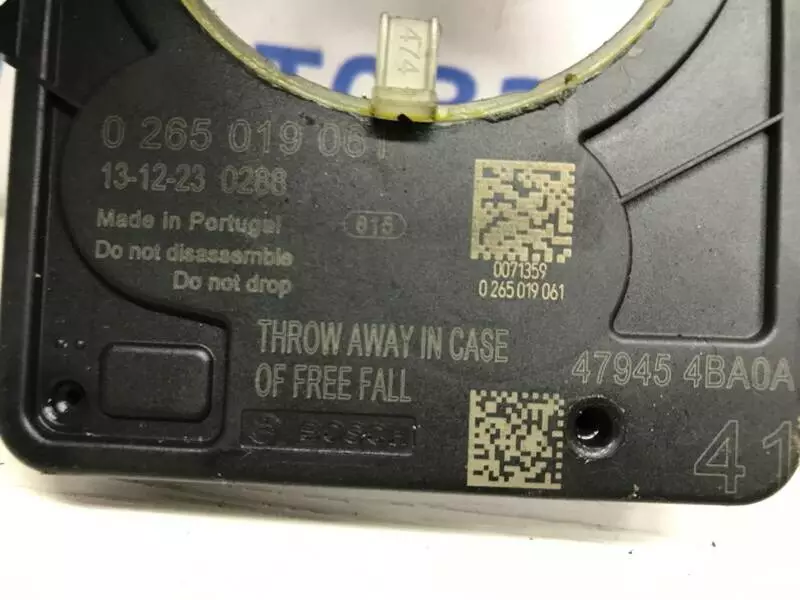 474
0 265 019 061
13-12-23 0288
Made in Portugal
Do not disassemble
Do not drop
0071359
0 265 019 061
THROW AWAY IN CASE
OF FREE FALL
47945 4BA0A
BOSCH
41